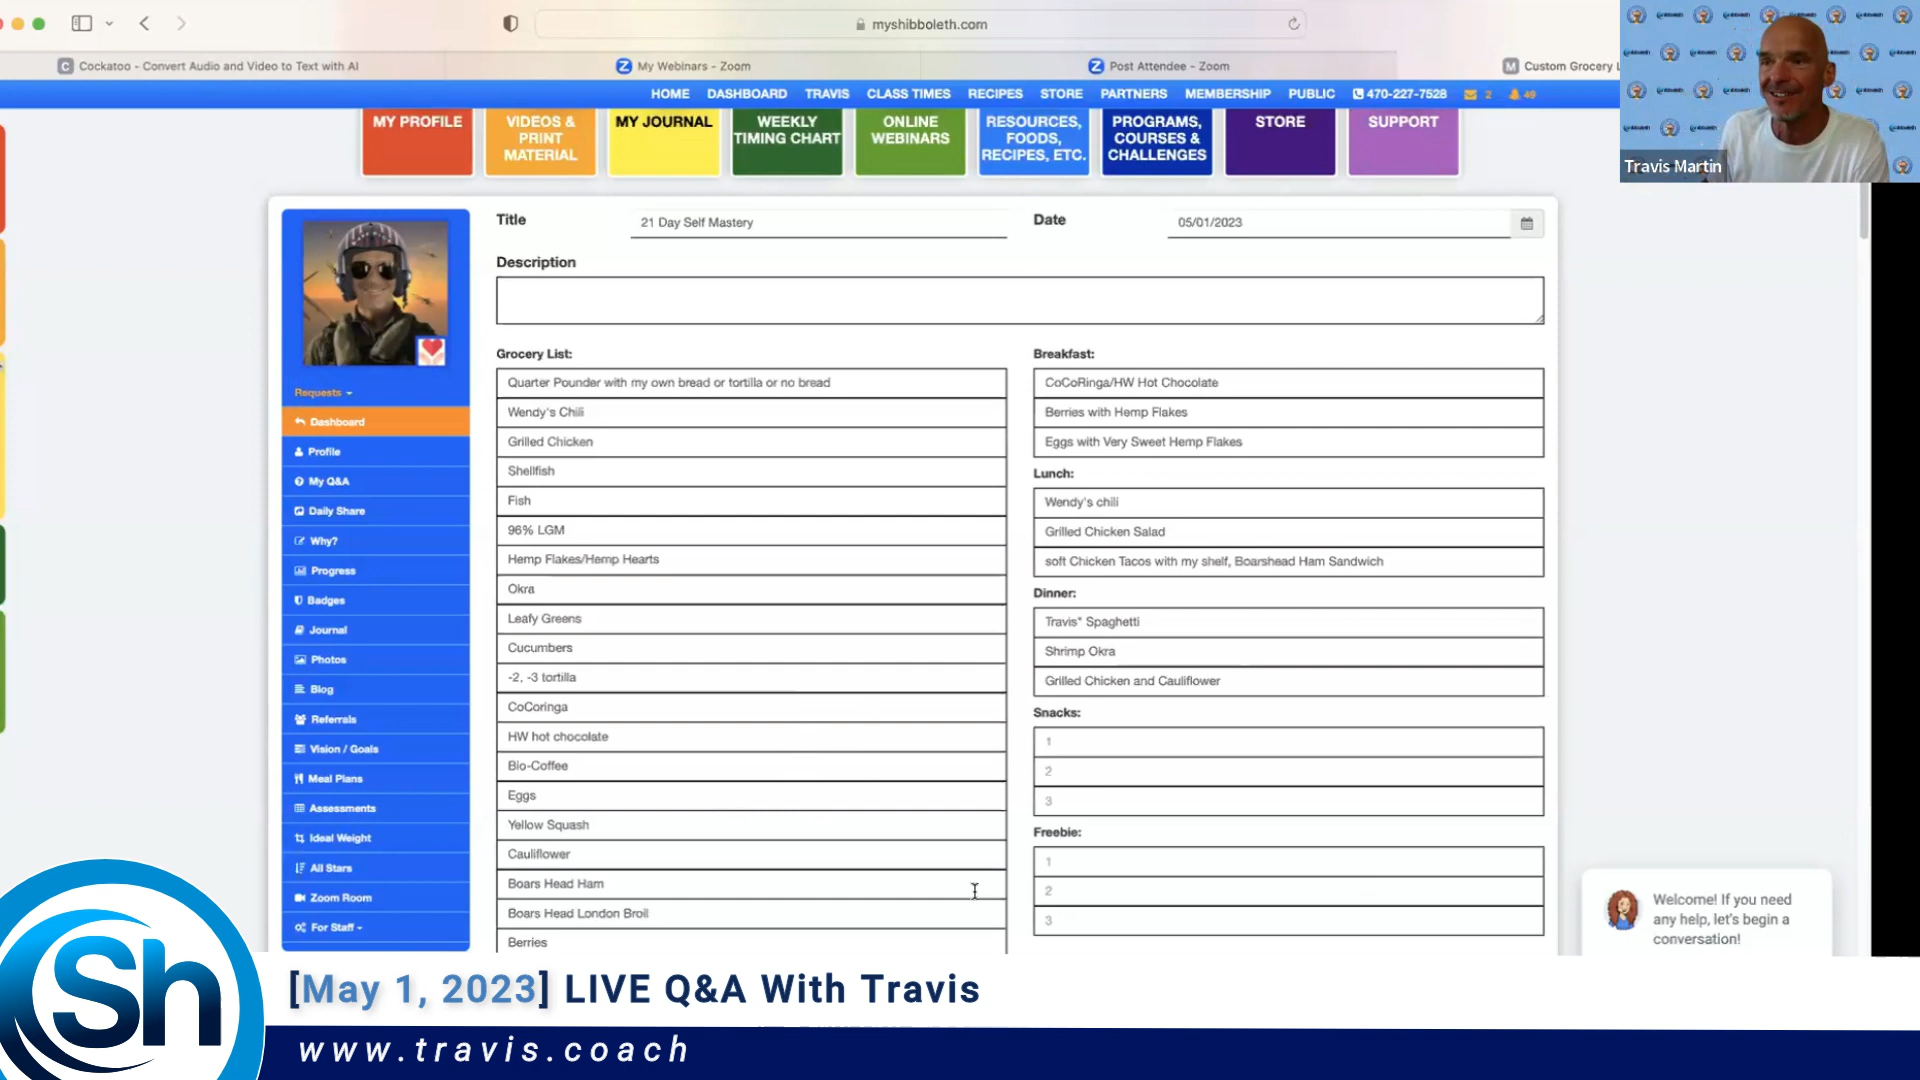 myshibboleth.com
Cockatoo - Convert Audio and Video to Text with AI
My Webinars - Zoom
Post Attendee - Zoom
Custom Grocery L
HOME DASHBOARD TRAVIS CLASS TIMES RECIPES STORE PARTNERS MEMBERSHIP PUBLIC 470-227-7528 2 49
Travis Martin
MY PROFILE
VIDEOS &
PRINT
MATERIAL
MY JOURNAL
WEEKLY
TIMING CHART
ONLINE
WEBINARS
RESOURCES,
FOODS,
RECIPES, ETC.
PROGRAMS,
COURSES &
CHALLENGES
STORE
SUPPORT
Requests
Dashboard
Profile
My Q&A
Daily Share
Why?
Progress
Badges
Journal
Photos
Blog
Referrals
Vision / Goals
Meal Plans
Assessments
Ideal Weight
All Stars
Zoom Room
For Staff
Title 21 Day Self Mastery
Date 05/01/2023
Description
Grocery List:
Quarter Pounder with my own bread or tortilla or no bread
Wendy's Chili
Grilled Chicken
Shellfish
Fish
96% LGM
Hemp Flakes/Hemp Hearts
Okra
Leafy Greens
Cucumbers
-2, -3 tortilla
CoCoringa
HW hot chocolate
Bio-Coffee
Eggs
Yellow Squash
Cauliflower
Boars Head Ham
Boars Head London Broil
Berries
Breakfast:
CoCoRinga/HW Hot Chocolate
Berries with Hemp Flakes
Eggs with Very Sweet Hemp Flakes
Lunch:
Wendy's chili
Grilled Chicken Salad
soft Chicken Tacos with my shelf, Boarshead Ham Sandwich
Dinner:
Travis" Spaghetti
Shrimp Okra
Grilled Chicken and Cauliflower
Snacks:
1
2
3
Freebie:
1
2
3
Welcome! If you need
any help, let's begin a
conversation!
Sh
[May 1, 2023] LIVE Q&A With Travis
www.travis.coach